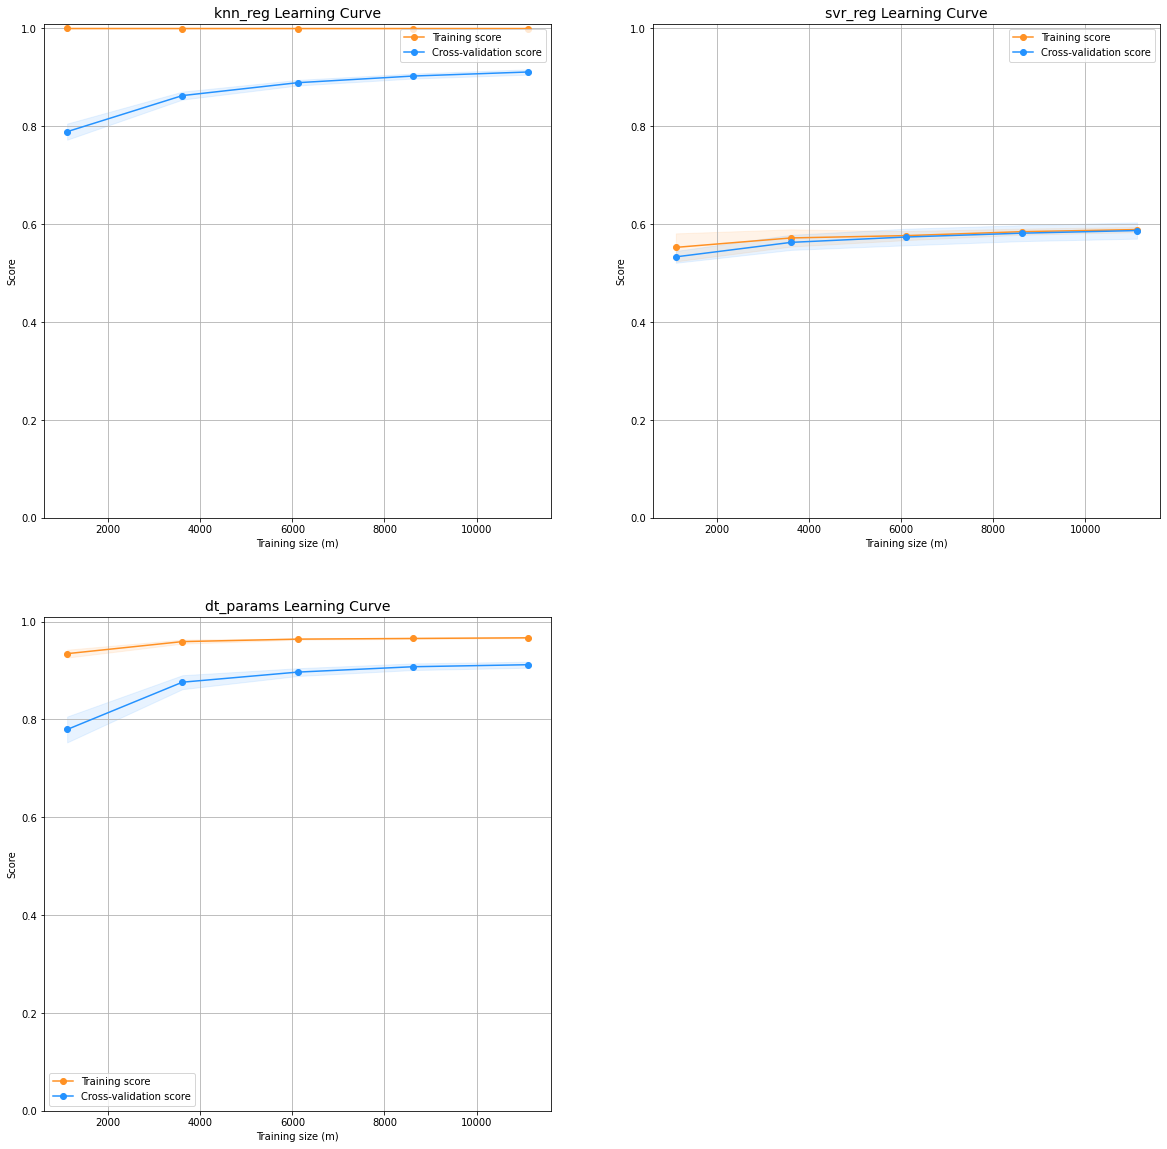 knn_reg Learning Curve
1.0
0.8
0.6
0.4
0.2
0.0
Score
Training score
Cross-validation score
2000 4000 6000 8000 10000
Training size (m)
svr_reg Learning Curve
1.0
0.8
0.6
0.4
0.2
0.0
Score
Training score
Cross-validation score
2000 4000 6000 8000 10000
Training size (m)
dt_params Learning Curve
1.0
0.8
0.6
0.4
0.2
0.0
Score
Training score
Cross-validation score
2000 4000 6000 8000 10000
Training size (m)